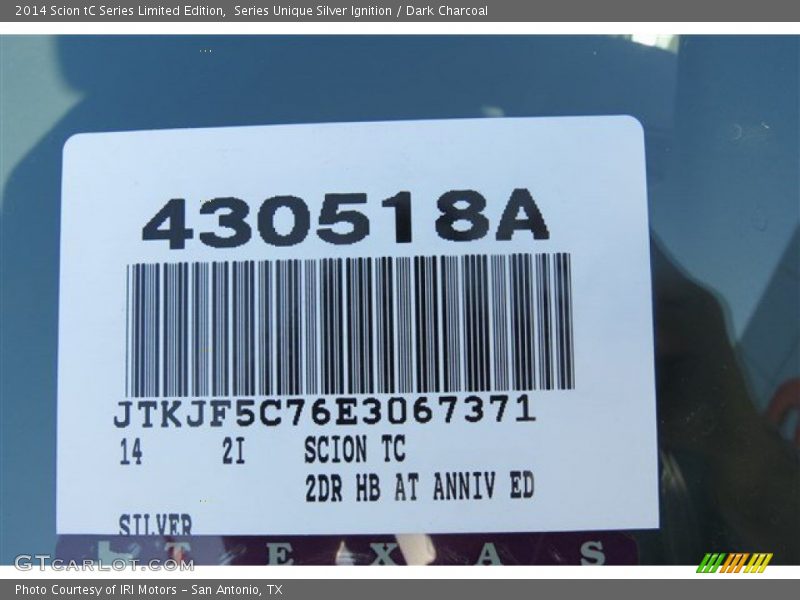 2014 Scion tC Series Limited Edition,  Series Unique Silver Ignition / Dark Charcoal
430518A
JTKJF5C76E3067371
14 2I SCION TC
2DR HB AT ANNIV ED
SILVER
TEXAS
GTCarLot.com
Photo Courtesy of IRI Motors – San Antonio, TX